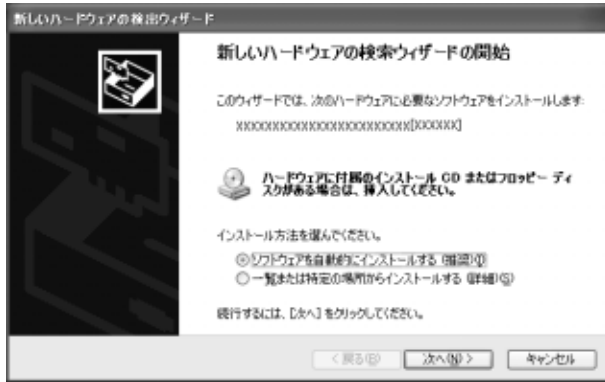 新しいハードウェアの検出ウィザード
新しいハードウェアの検索ウィザードの開始
このウィザードでは、次のハードウェアに必要なソフトウェアをインストールします:
XXXXXXXXXXXXXXXXXXXXXXXX[XXXXXX]
ハードウェアに付属のインストール CD またはフロッピー ディ
スクがある場合は、挿入してください。
インストール方法を選んでください。
ソフトウェアを自動的にインストールする (推奨)(I)
一覧または特定の場所からインストールする (詳細)(S)
続行するには、[次へ] をクリックしてください。
< 戻る(B) 次へ(N) > キャンセル